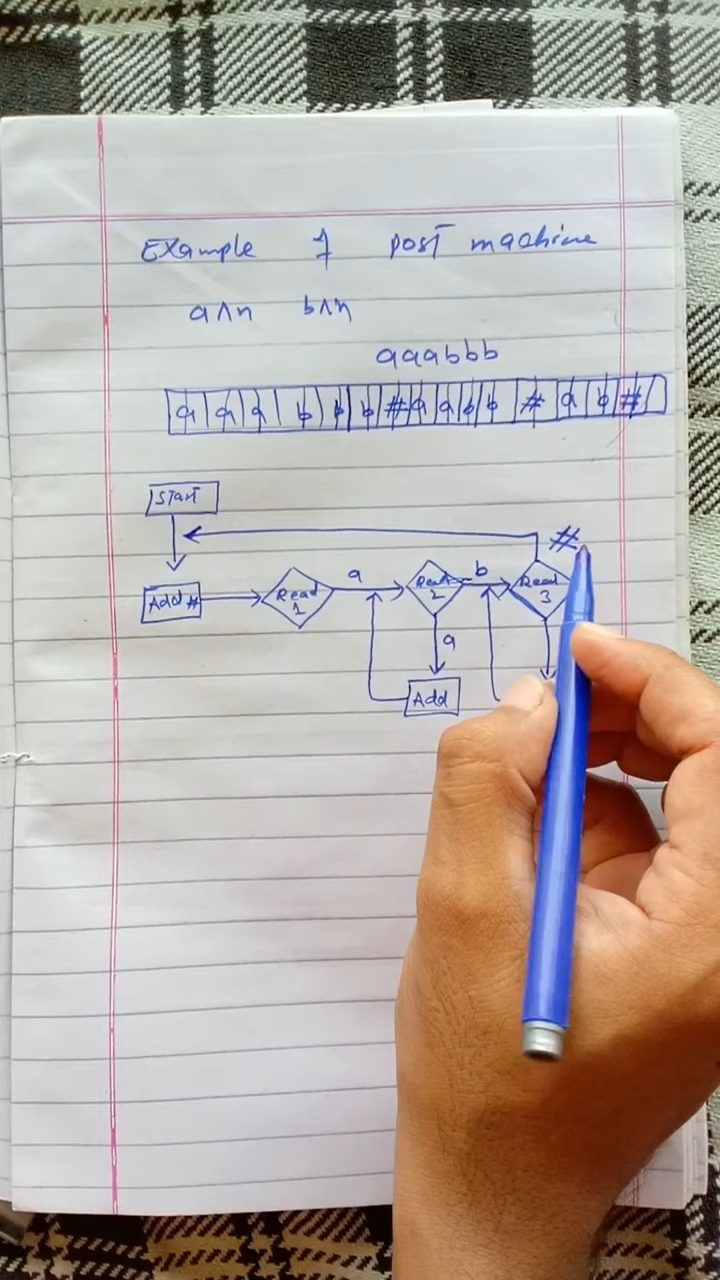 Example of post machine
a^n b^n
aaabbb
a a a b b b # a a b b # a b #
Start
#
Add # Read 1 a Read 2 b Read 3
a
Add